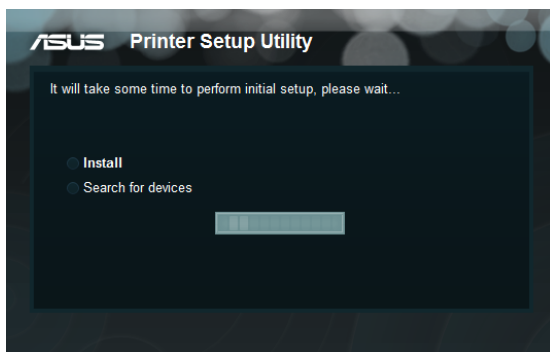 ASUS Printer Setup Utility
It will take some time to perform initial setup, please wait...
Install
Search for devices